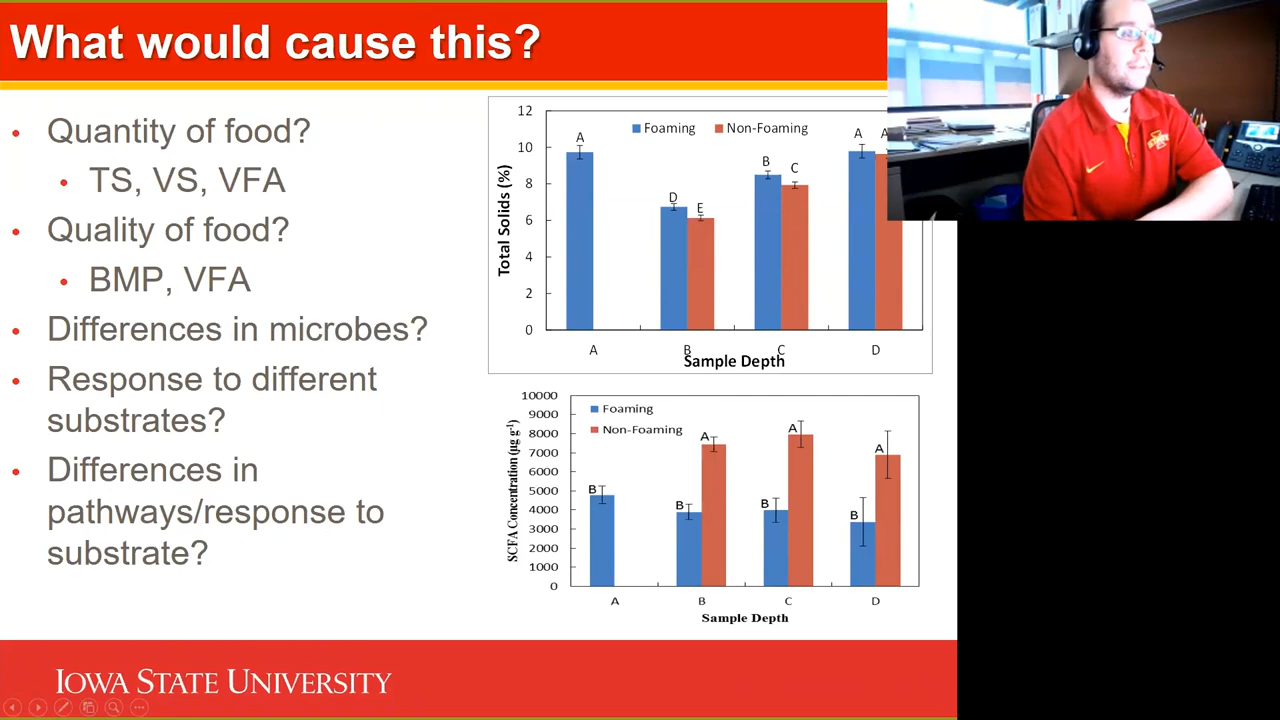 What would cause this?
• Quantity of food?
• TS, VS, VFA
• Quality of food?
• BMP, VFA
• Differences in microbes?
• Response to different
substrates?
• Differences in
pathways/response to
substrate?
Total Solids (%)
12
10
8
6
4
2
0
Foaming
Non-Foaming
A
D
E
B
C
A
A
A
B
C
D
Sample Depth
SCFA Concentration (µg g-1)
10000
9000
8000
7000
6000
5000
4000
3000
2000
1000
0
Foaming
Non-Foaming
B
B
A
B
A
B
A
A
B
C
D
Sample Depth
IOWA STATE UNIVERSITY